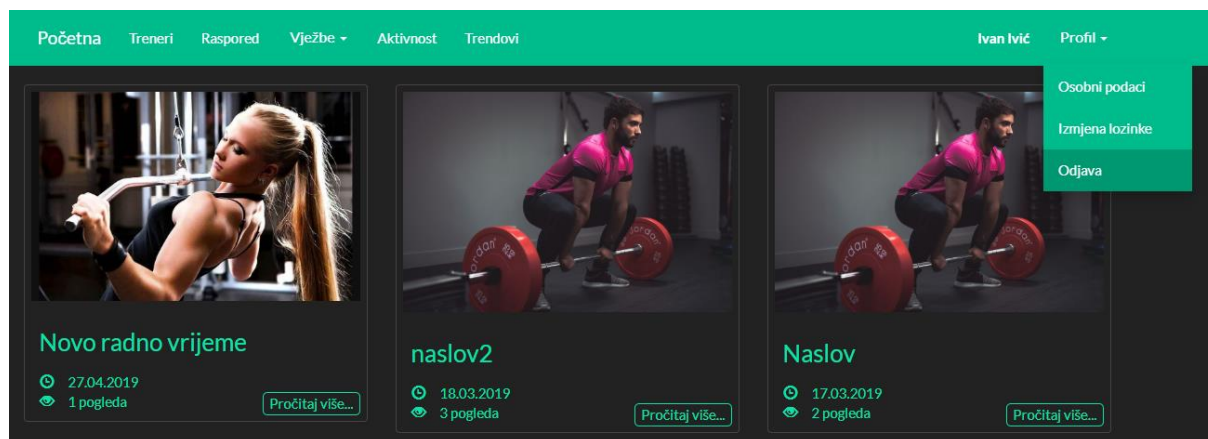 Početna Treneri Raspored Vježbe Aktivnost Trendovi Ivan Ivić Profil
Osobni podaci
Izmjena lozinke
Odjava
Novo radno vrijeme
27.04.2019
1 pogleda
Pročitaj više...
naslov2
18.03.2019
3 pogleda
Pročitaj više...
Naslov
17.03.2019
2 pogleda
Pročitaj više...